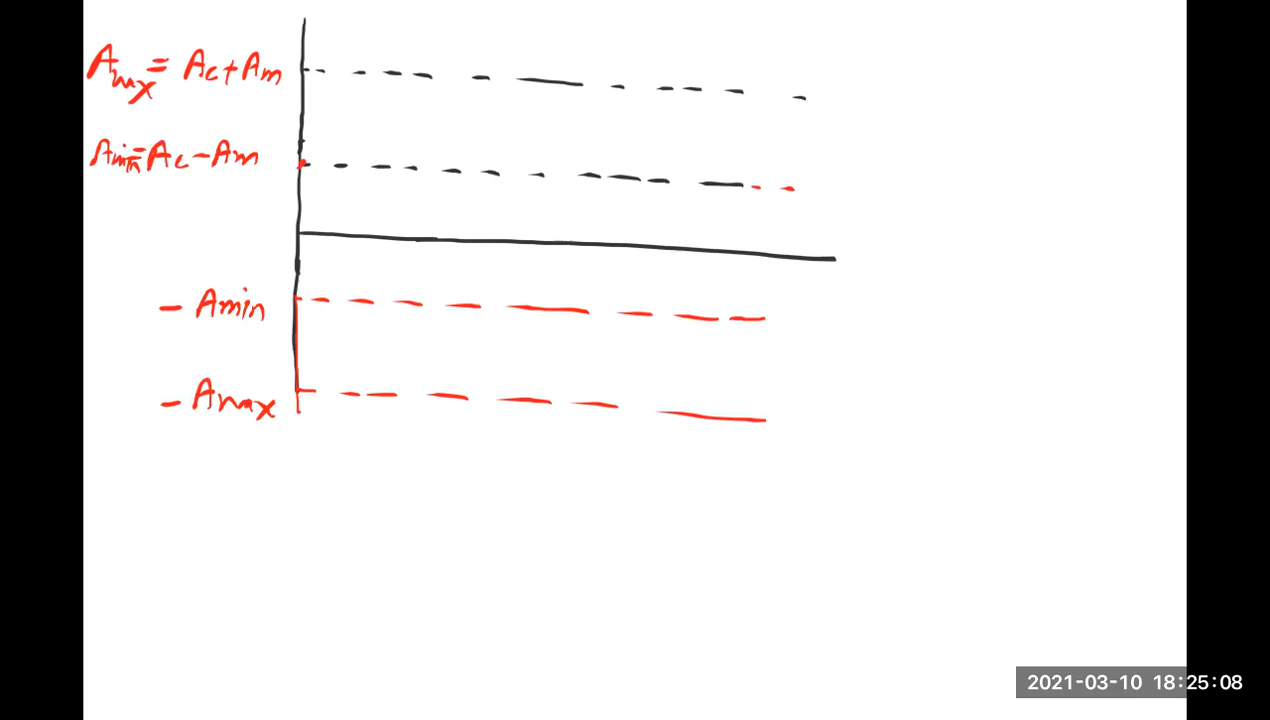 Amax = Ac + Am
Amin = Ac - Am
- Amin
- Amax
2021-03-10 18:25:08